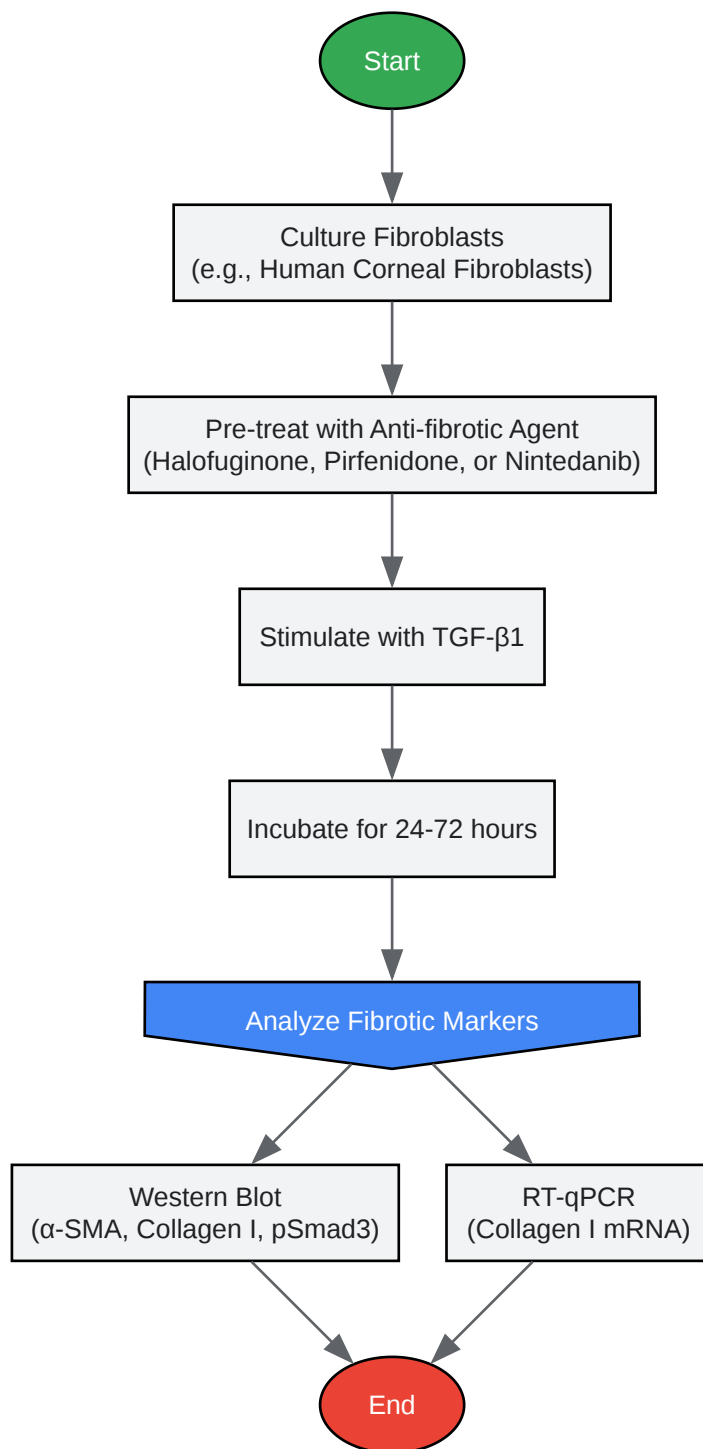 Start
Culture Fibroblasts
(e.g., Human Corneal Fibroblasts)
Pre-treat with Anti-fibrotic Agent
(Halofuginone, Pirfenidone, or Nintedanib)
Stimulate with TGF-β1
Incubate for 24-72 hours
Analyze Fibrotic Markers
Western Blot
(α-SMA, Collagen I, pSmad3)
RT-qPCR
(Collagen I mRNA)
End